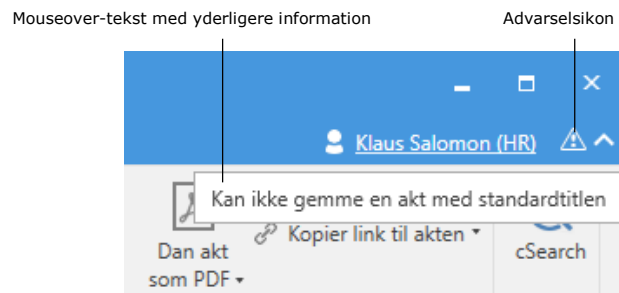 Mouseover-tekst med yderligere information Advarselsikon
Klaus Salomon (HR)
Kan ikke gemme en akt med standardtitlen
Kopier link til akten
Dan akt
som PDF
cSearch